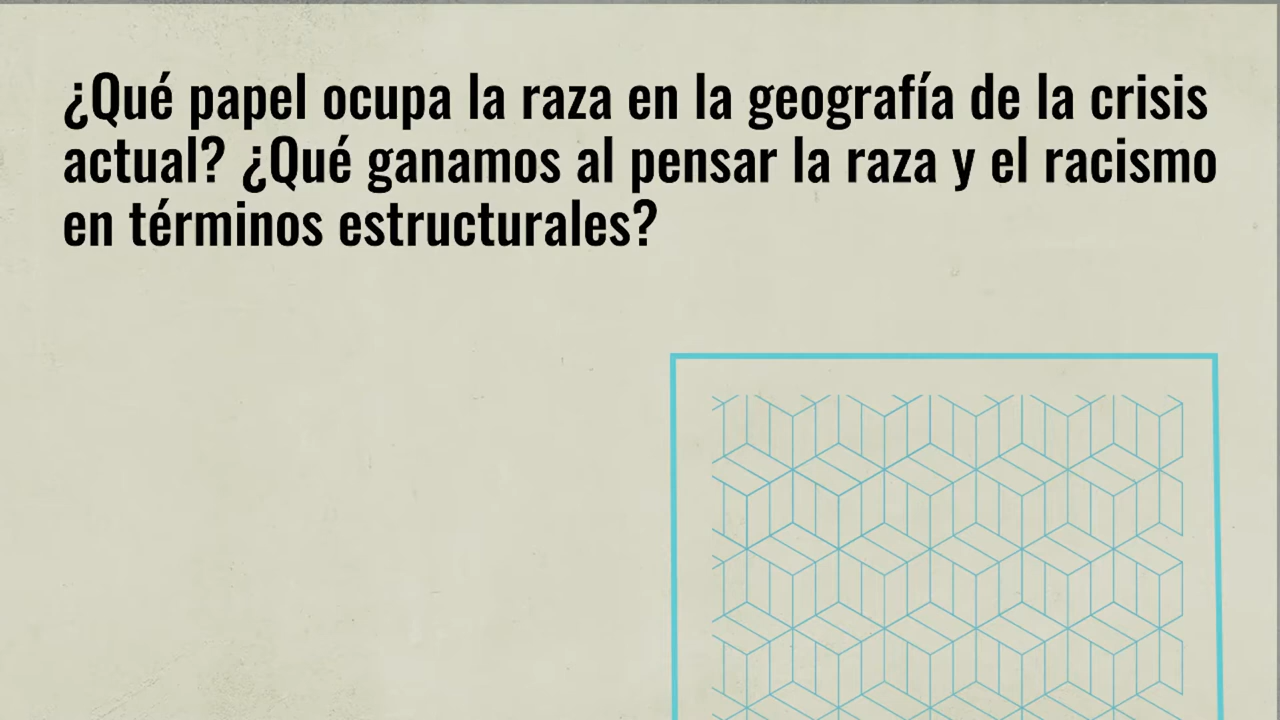 ¿Qué papel ocupa la raza en la geografía de la crisis
actual? ¿Qué ganamos al pensar la raza y el racismo
en términos estructurales?